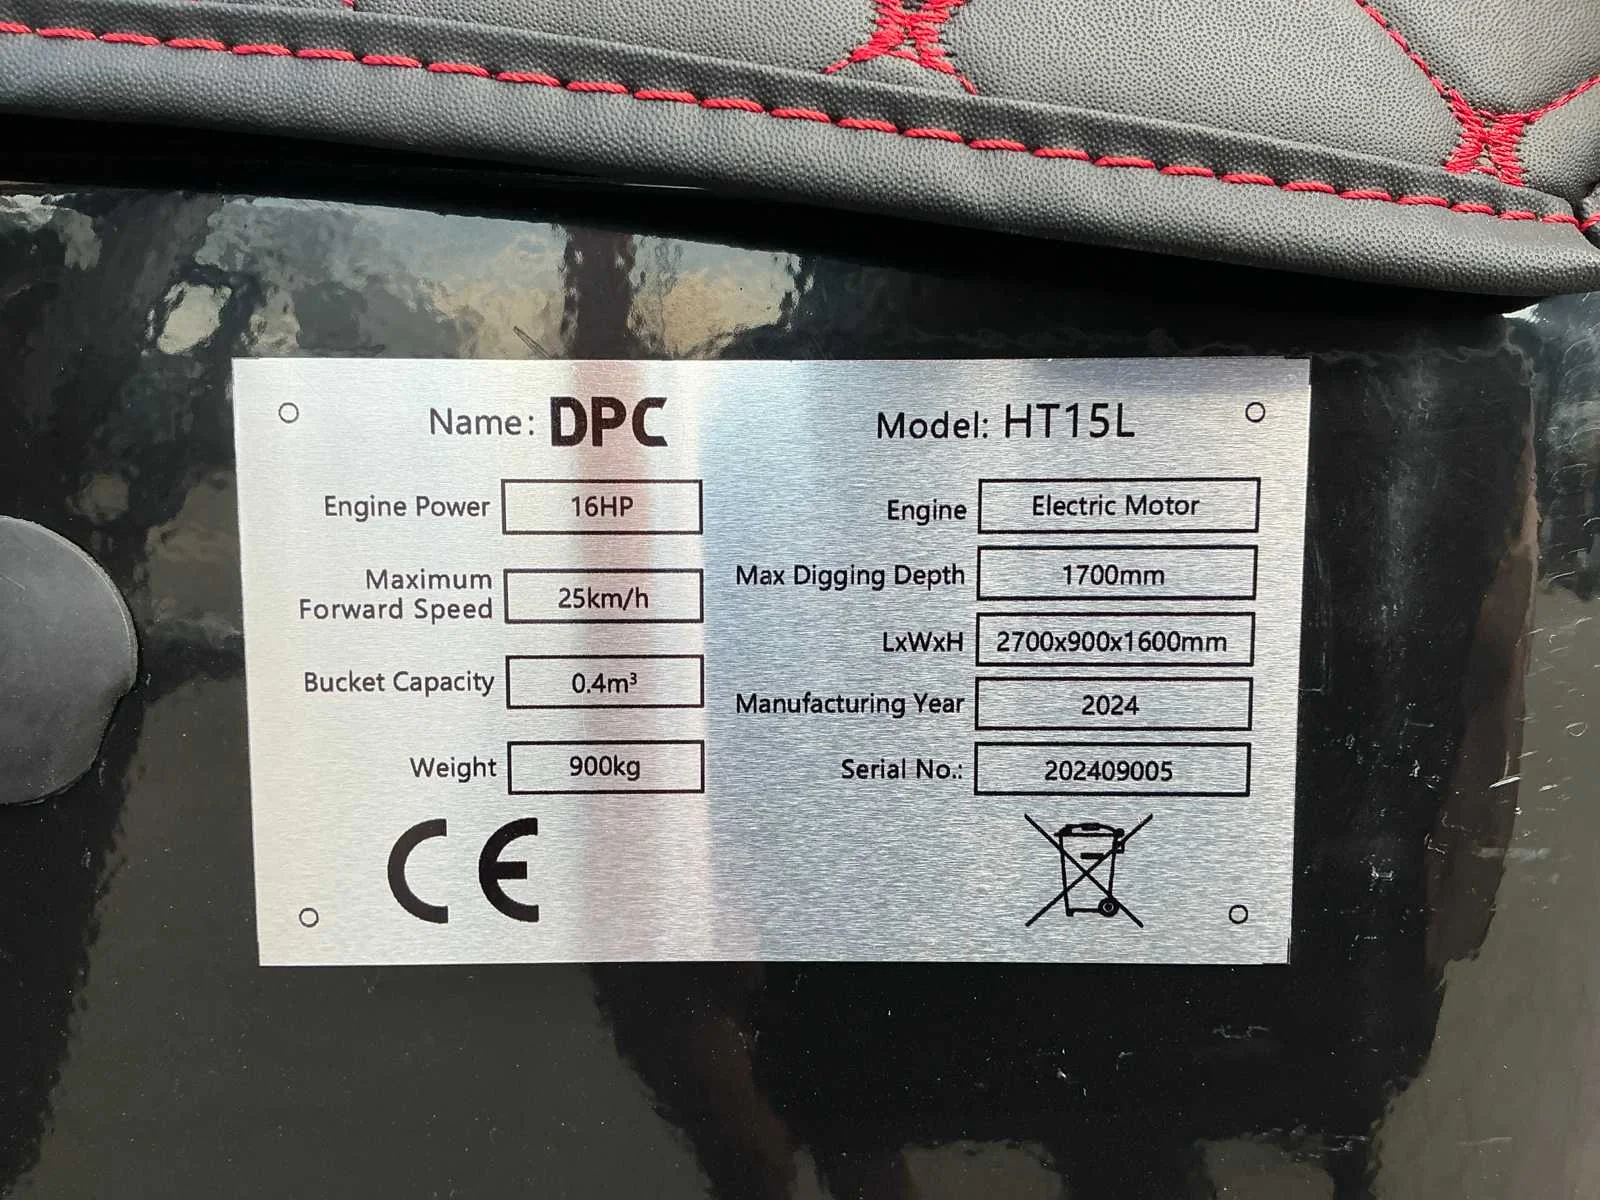 Name: DPC Model: HT15L
Engine Power 16HP
Engine Electric Motor
Maximum
Forward Speed 25km/h
Max Digging Depth 1700mm
LxWxH 2700x900x1600mm
Bucket Capacity 0.4m³
Manufacturing Year 2024
Weight 900kg
Serial No.: 202409005
CE